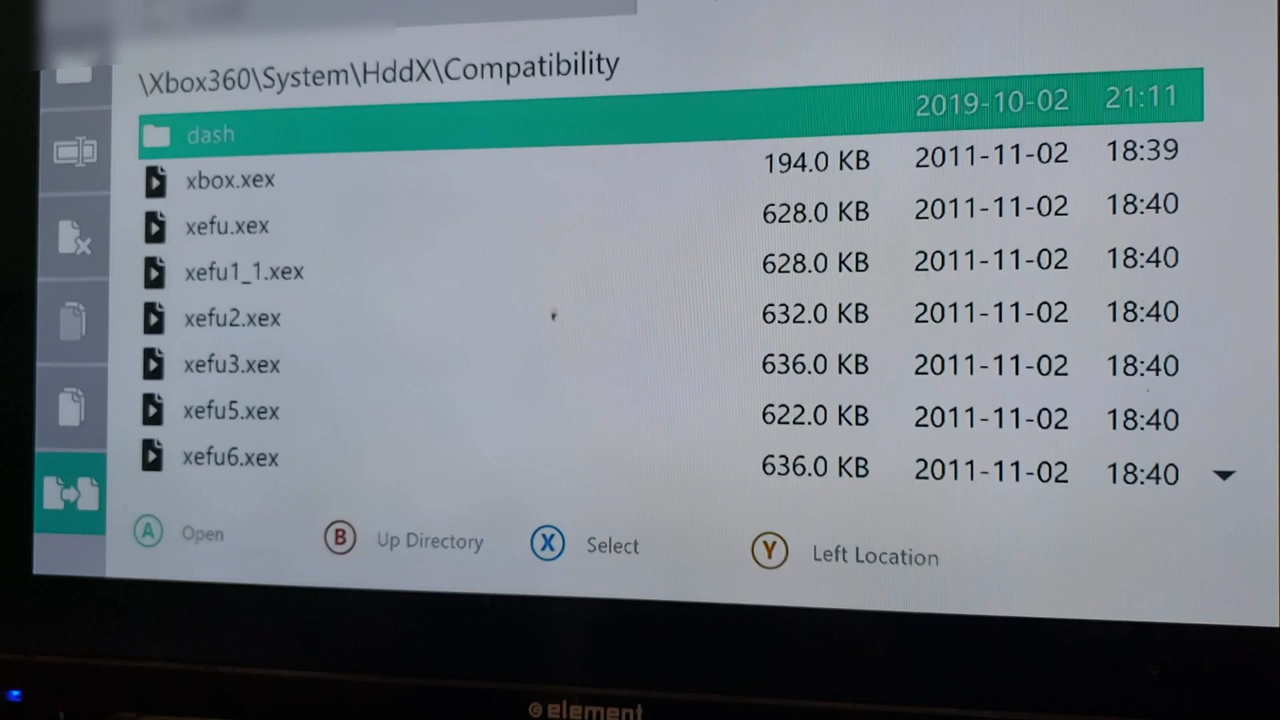 \Xbox360\System\HddX\Compatibility
dash 2019-10-02 21:11
xbox.xex 194.0 KB 2011-11-02 18:39
xefu.xex 628.0 KB 2011-11-02 18:40
xefu1_1.xex 628.0 KB 2011-11-02 18:40
xefu2.xex 632.0 KB 2011-11-02 18:40
xefu3.xex 636.0 KB 2011-11-02 18:40
xefu5.xex 622.0 KB 2011-11-02 18:40
xefu6.xex 636.0 KB 2011-11-02 18:40
A Open B Up Directory X Select Y Left Location
element